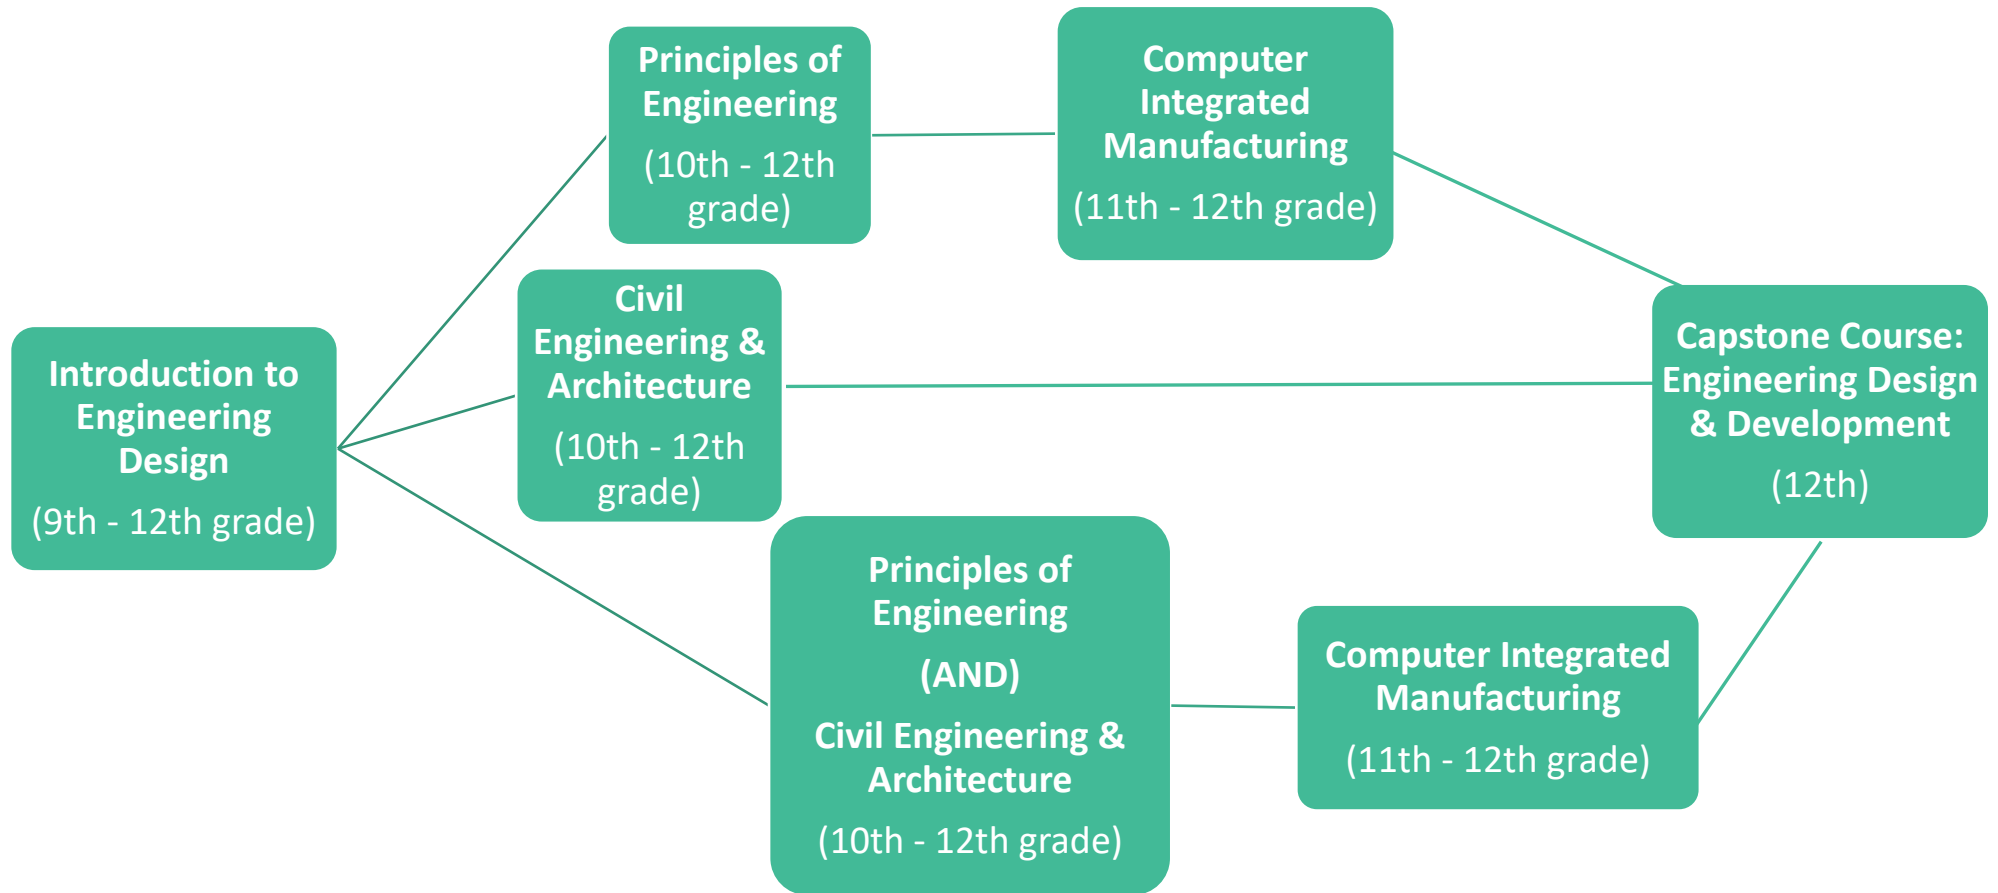 Introduction to
Engineering
Design
(9th - 12th grade)
Principles of
Engineering
(10th - 12th
grade)
Computer
Integrated
Manufacturing
(11th - 12th grade)
Civil
Engineering &
Architecture
(10th - 12th
grade)
Principles of
Engineering
(AND)
Civil Engineering &
Architecture
(10th - 12th grade)
Computer Integrated
Manufacturing
(11th - 12th grade)
Capstone Course:
Engineering Design
& Development
(12th)